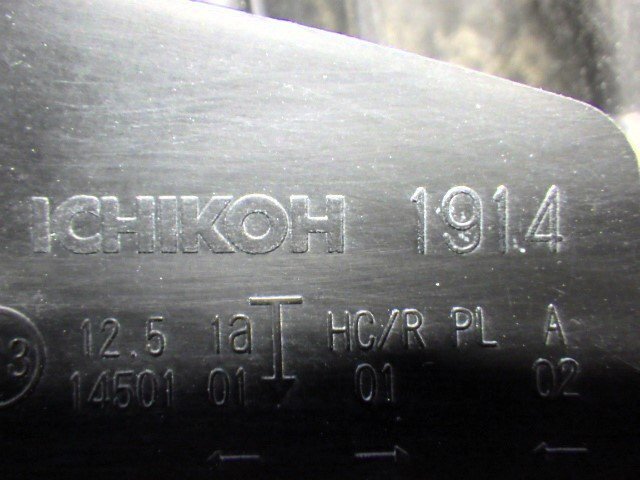 ICHIKOH 1914
3 12.5 1a HC/R PL A
14501 01 01 02
← → ←